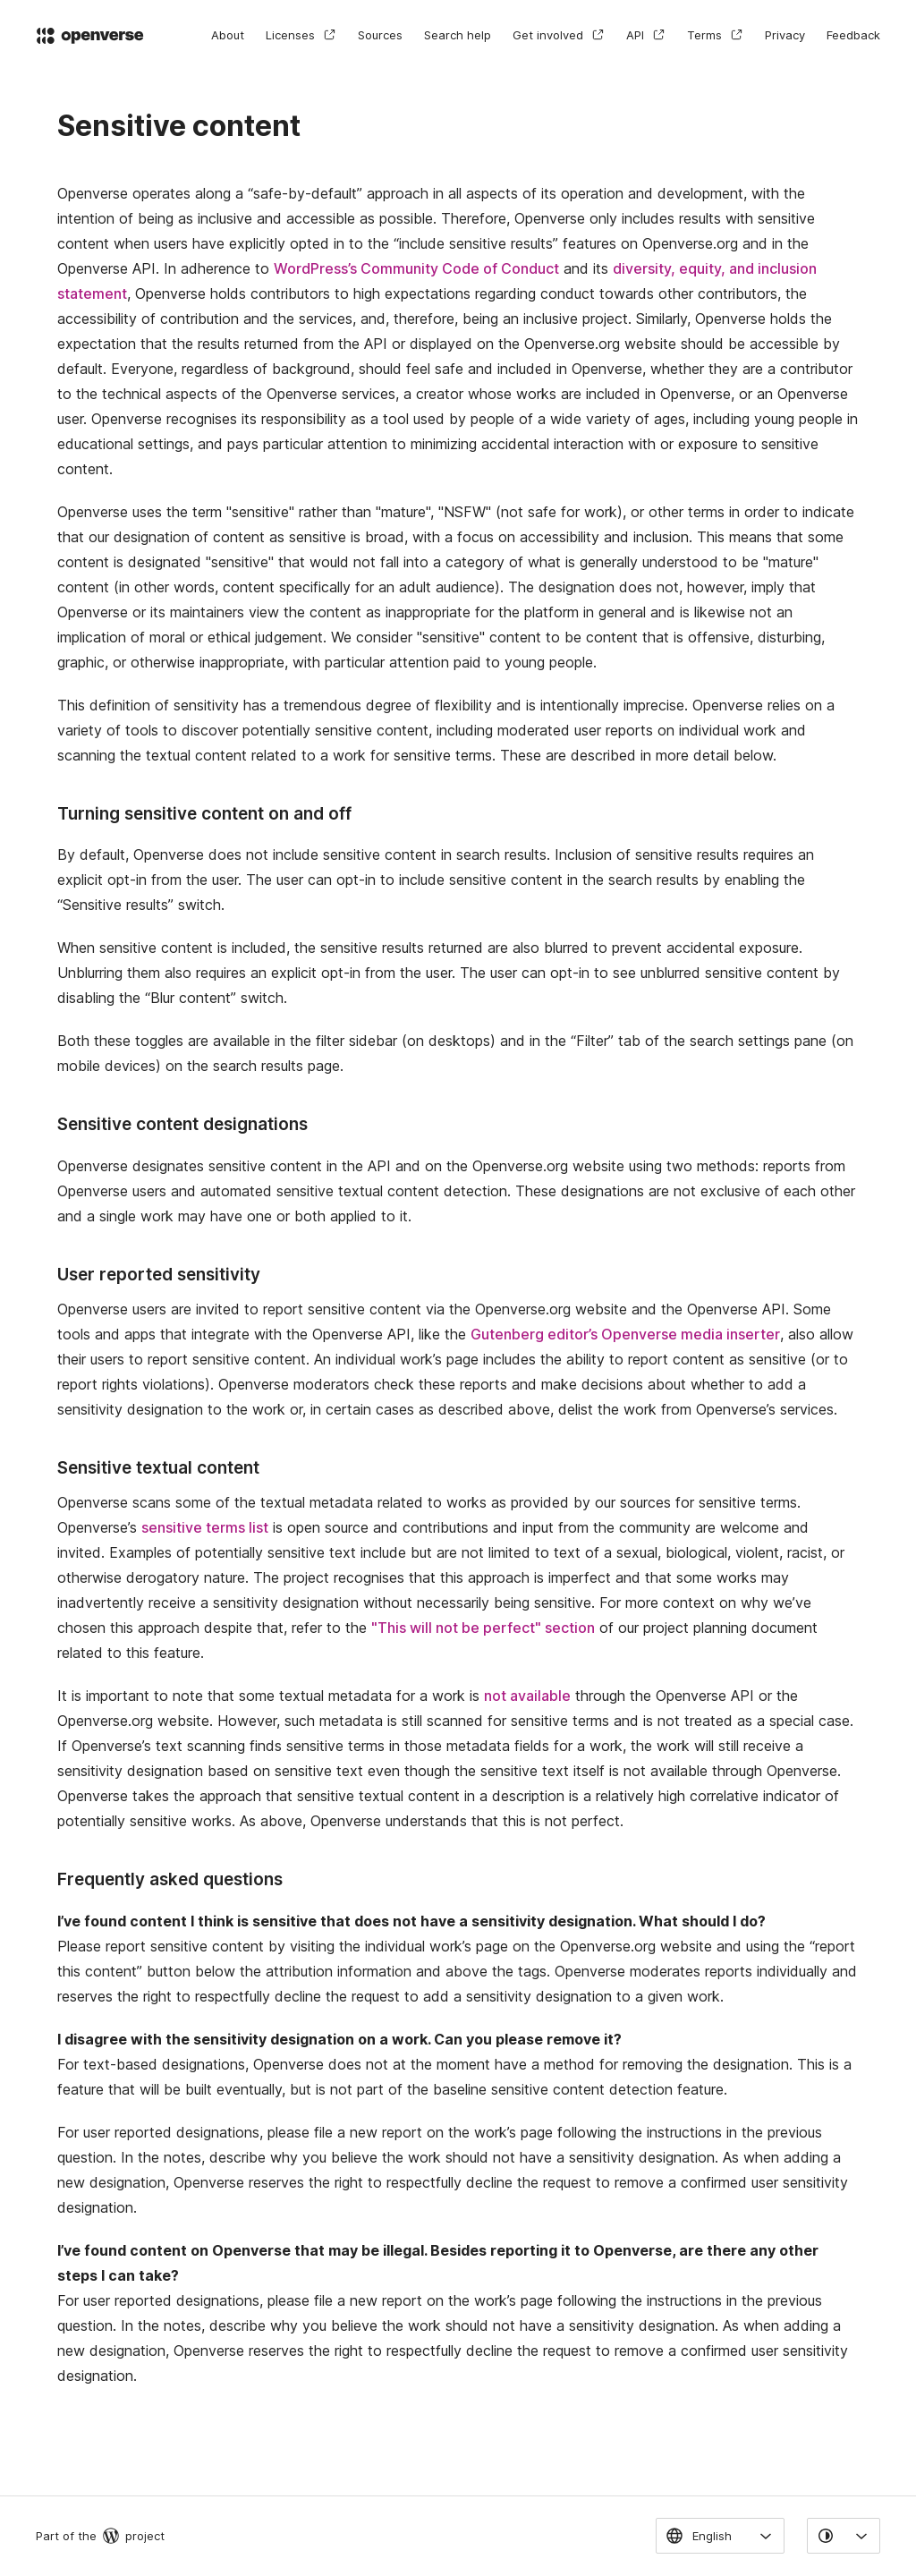 openverse
About Licenses Sources Search help Get involved API Terms Privacy Feedback
Sensitive content
Openverse operates along a “safe-by-default” approach in all aspects of its operation and development, with the
intention of being as inclusive and accessible as possible. Therefore, Openverse only includes results with sensitive
content when users have explicitly opted in to the “include sensitive results” features on Openverse.org and in the
Openverse API. In adherence to WordPress’s Community Code of Conduct and its diversity, equity, and inclusion
statement, Openverse holds contributors to high expectations regarding conduct towards other contributors, the
accessibility of contribution and the services, and, therefore, being an inclusive project. Similarly, Openverse holds the
expectation that the results returned from the API or displayed on the Openverse.org website should be accessible by
default. Everyone, regardless of background, should feel safe and included in Openverse, whether they are a contributor
to the technical aspects of the Openverse services, a creator whose works are included in Openverse, or an Openverse
user. Openverse recognises its responsibility as a tool used by people of a wide variety of ages, including young people in
educational settings, and pays particular attention to minimizing accidental interaction with or exposure to sensitive
content.
Openverse uses the term "sensitive" rather than "mature", "NSFW" (not safe for work), or other terms in order to indicate
that our designation of content as sensitive is broad, with a focus on accessibility and inclusion. This means that some
content is designated "sensitive" that would not fall into a category of what is generally understood to be "mature"
content (in other words, content specifically for an adult audience). The designation does not, however, imply that
Openverse or its maintainers view the content as inappropriate for the platform in general and is likewise not an
implication of moral or ethical judgement. We consider "sensitive" content to be content that is offensive, disturbing,
graphic, or otherwise inappropriate, with particular attention paid to young people.
This definition of sensitivity has a tremendous degree of flexibility and is intentionally imprecise. Openverse relies on a
variety of tools to discover potentially sensitive content, including moderated user reports on individual work and
scanning the textual content related to a work for sensitive terms. These are described in more detail below.
Turning sensitive content on and off
By default, Openverse does not include sensitive content in search results. Inclusion of sensitive results requires an
explicit opt-in from the user. The user can opt-in to include sensitive content in the search results by enabling the
“Sensitive results” switch.
When sensitive content is included, the sensitive results returned are also blurred to prevent accidental exposure.
Unblurring them also requires an explicit opt-in from the user. The user can opt-in to see unblurred sensitive content by
disabling the “Blur content” switch.
Both these toggles are available in the filter sidebar (on desktops) and in the “Filter” tab of the search settings pane (on
mobile devices) on the search results page.
Sensitive content designations
Openverse designates sensitive content in the API and on the Openverse.org website using two methods: reports from
Openverse users and automated sensitive textual content detection. These designations are not exclusive of each other
and a single work may have one or both applied to it.
User reported sensitivity
Openverse users are invited to report sensitive content via the Openverse.org website and the Openverse API. Some
tools and apps that integrate with the Openverse API, like the Gutenberg editor’s Openverse media inserter, also allow
their users to report sensitive content. An individual work’s page includes the ability to report content as sensitive (or to
report rights violations). Openverse moderators check these reports and make decisions about whether to add a
sensitivity designation to the work or, in certain cases as described above, delist the work from Openverse’s services.
Sensitive textual content
Openverse scans some of the textual metadata related to works as provided by our sources for sensitive terms.
Openverse’s sensitive terms list is open source and contributions and input from the community are welcome and
invited. Examples of potentially sensitive text include but are not limited to text of a sexual, biological, violent, racist, or
otherwise derogatory nature. The project recognises that this approach is imperfect and that some works may
inadvertently receive a sensitivity designation without necessarily being sensitive. For more context on why we’ve
chosen this approach despite that, refer to the "This will not be perfect" section of our project planning document
related to this feature.
It is important to note that some textual metadata for a work is not available through the Openverse API or the
Openverse.org website. However, such metadata is still scanned for sensitive terms and is not treated as a special case.
If Openverse’s text scanning finds sensitive terms in those metadata fields for a work, the work will still receive a
sensitivity designation based on sensitive text even though the sensitive text itself is not available through Openverse.
Openverse takes the approach that sensitive textual content in a description is a relatively high correlative indicator of
potentially sensitive works. As above, Openverse understands that this is not perfect.
Frequently asked questions
I’ve found content I think is sensitive that does not have a sensitivity designation. What should I do?
Please report sensitive content by visiting the individual work’s page on the Openverse.org website and using the “report
this content” button below the attribution information and above the tags. Openverse moderates reports individually and
reserves the right to respectfully decline the request to add a sensitivity designation to a given work.
I disagree with the sensitivity designation on a work. Can you please remove it?
For text-based designations, Openverse does not at the moment have a method for removing the designation. This is a
feature that will be built eventually, but is not part of the baseline sensitive content detection feature.
For user reported designations, please file a new report on the work’s page following the instructions in the previous
question. In the notes, describe why you believe the work should not have a sensitivity designation. As when adding a
new designation, Openverse reserves the right to respectfully decline the request to remove a confirmed user sensitivity
designation.
I’ve found content on Openverse that may be illegal. Besides reporting it to Openverse, are there any other
steps I can take?
For user reported designations, please file a new report on the work’s page following the instructions in the previous
question. In the notes, describe why you believe the work should not have a sensitivity designation. As when adding a
new designation, Openverse reserves the right to respectfully decline the request to remove a confirmed user sensitivity
designation.
Part of the project
English